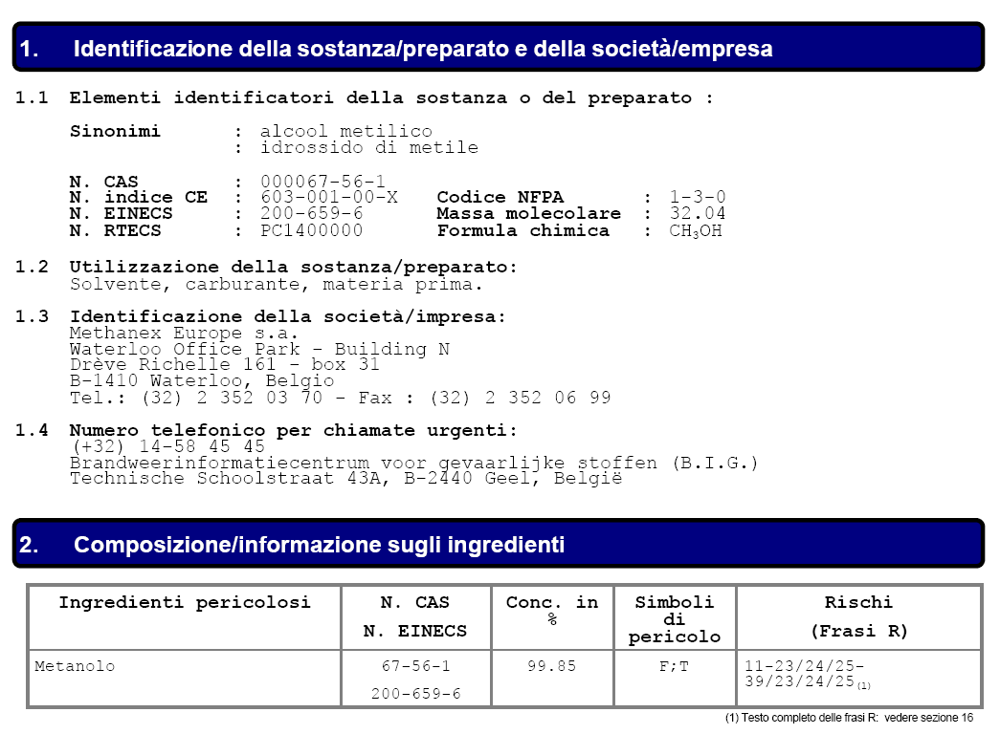 1. Identificazione della sostanza/preparato e della società/empresa
1.1 Elementi identificatori della sostanza o del preparato :
Sinonimi : alcool metilico
: idrossido di metile
N. CAS : 000067-56-1
N. indice CE : 603-001-00-X Codice NFPA : 1-3-0
N. EINECS : 200-659-6 Massa molecolare : 32.04
N. RTECS : PC1400000 Formula chimica : CH₃OH
1.2 Utilizzazione della sostanza/preparato:
Solvente, carburante, materia prima.
1.3 Identificazione della società/impresa:
Methanex Europe s.a.
Waterloo Office Park - Building N
Drève Richelle 161 - box 31
B-1410 Waterloo, Belgio
Tel.: (32) 2 352 03 70 - Fax : (32) 2 352 06 99
1.4 Numero telefonico per chiamate urgenti:
(+32) 14-58 45 45
Brandweerinformatiecentrum voor gevaarlijke stoffen (B.I.G.)
Technische Schoolstraat 43A, B-2440 Geel, België
2. Composizione/informazione sugli ingredienti
Ingredienti pericolosi N. CAS Conc. in Simboli Rischi
% di
N. EINECS pericolo (Frasi R)
Metanolo 67-56-1 99.85 F;T 11-23/24/25-
200-659-6 39/23/24/25(1)
(1) Testo completo delle frasi R: vedere sezione 16